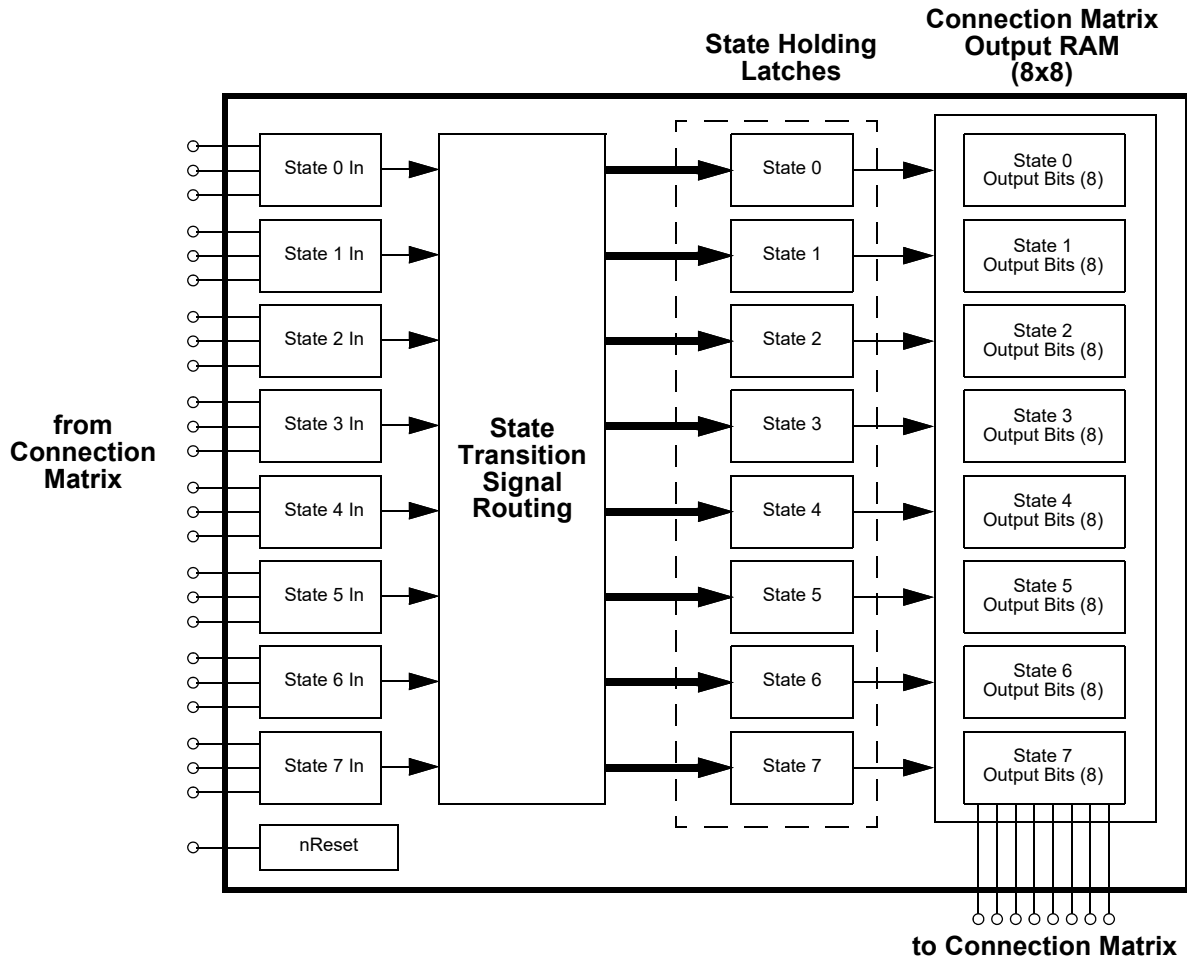 Connection Matrix
Output RAM
(8x8)
State Holding
Latches
from
Connection
Matrix
State 0 In
State 1 In
State 2 In
State 3 In
State 4 In
State 5 In
State 6 In
State 7 In
nReset
State
Transition
Signal
Routing
State 0
State 1
State 2
State 3
State 4
State 5
State 6
State 7
State 0
Output Bits (8)
State 1
Output Bits (8)
State 2
Output Bits (8)
State 3
Output Bits (8)
State 4
Output Bits (8)
State 5
Output Bits (8)
State 6
Output Bits (8)
State 7
Output Bits (8)
to Connection Matrix